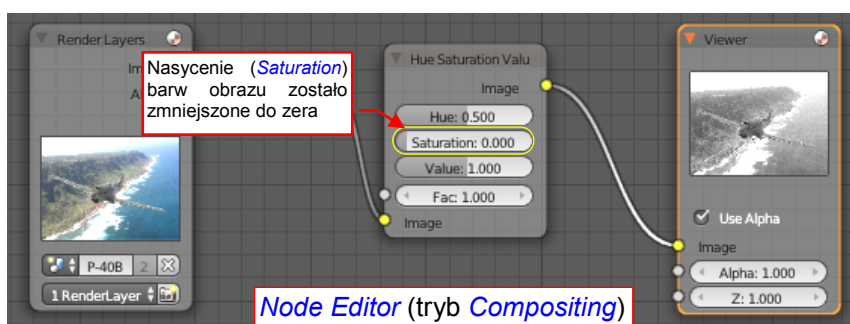 Render Layers
Im
A
P-40B 2
1 RenderLayer
Nasycenie (Saturation)
barw obrazu zostało
zmniejszone do zera
Hue Saturation Valu
Image
Hue: 0.500
Saturation: 0.000
Value: 1.000
Fac: 1.000
Image
Viewer
Use Alpha
Image
Alpha: 1.000
Z: 1.000
Node Editor (tryb Compositing)